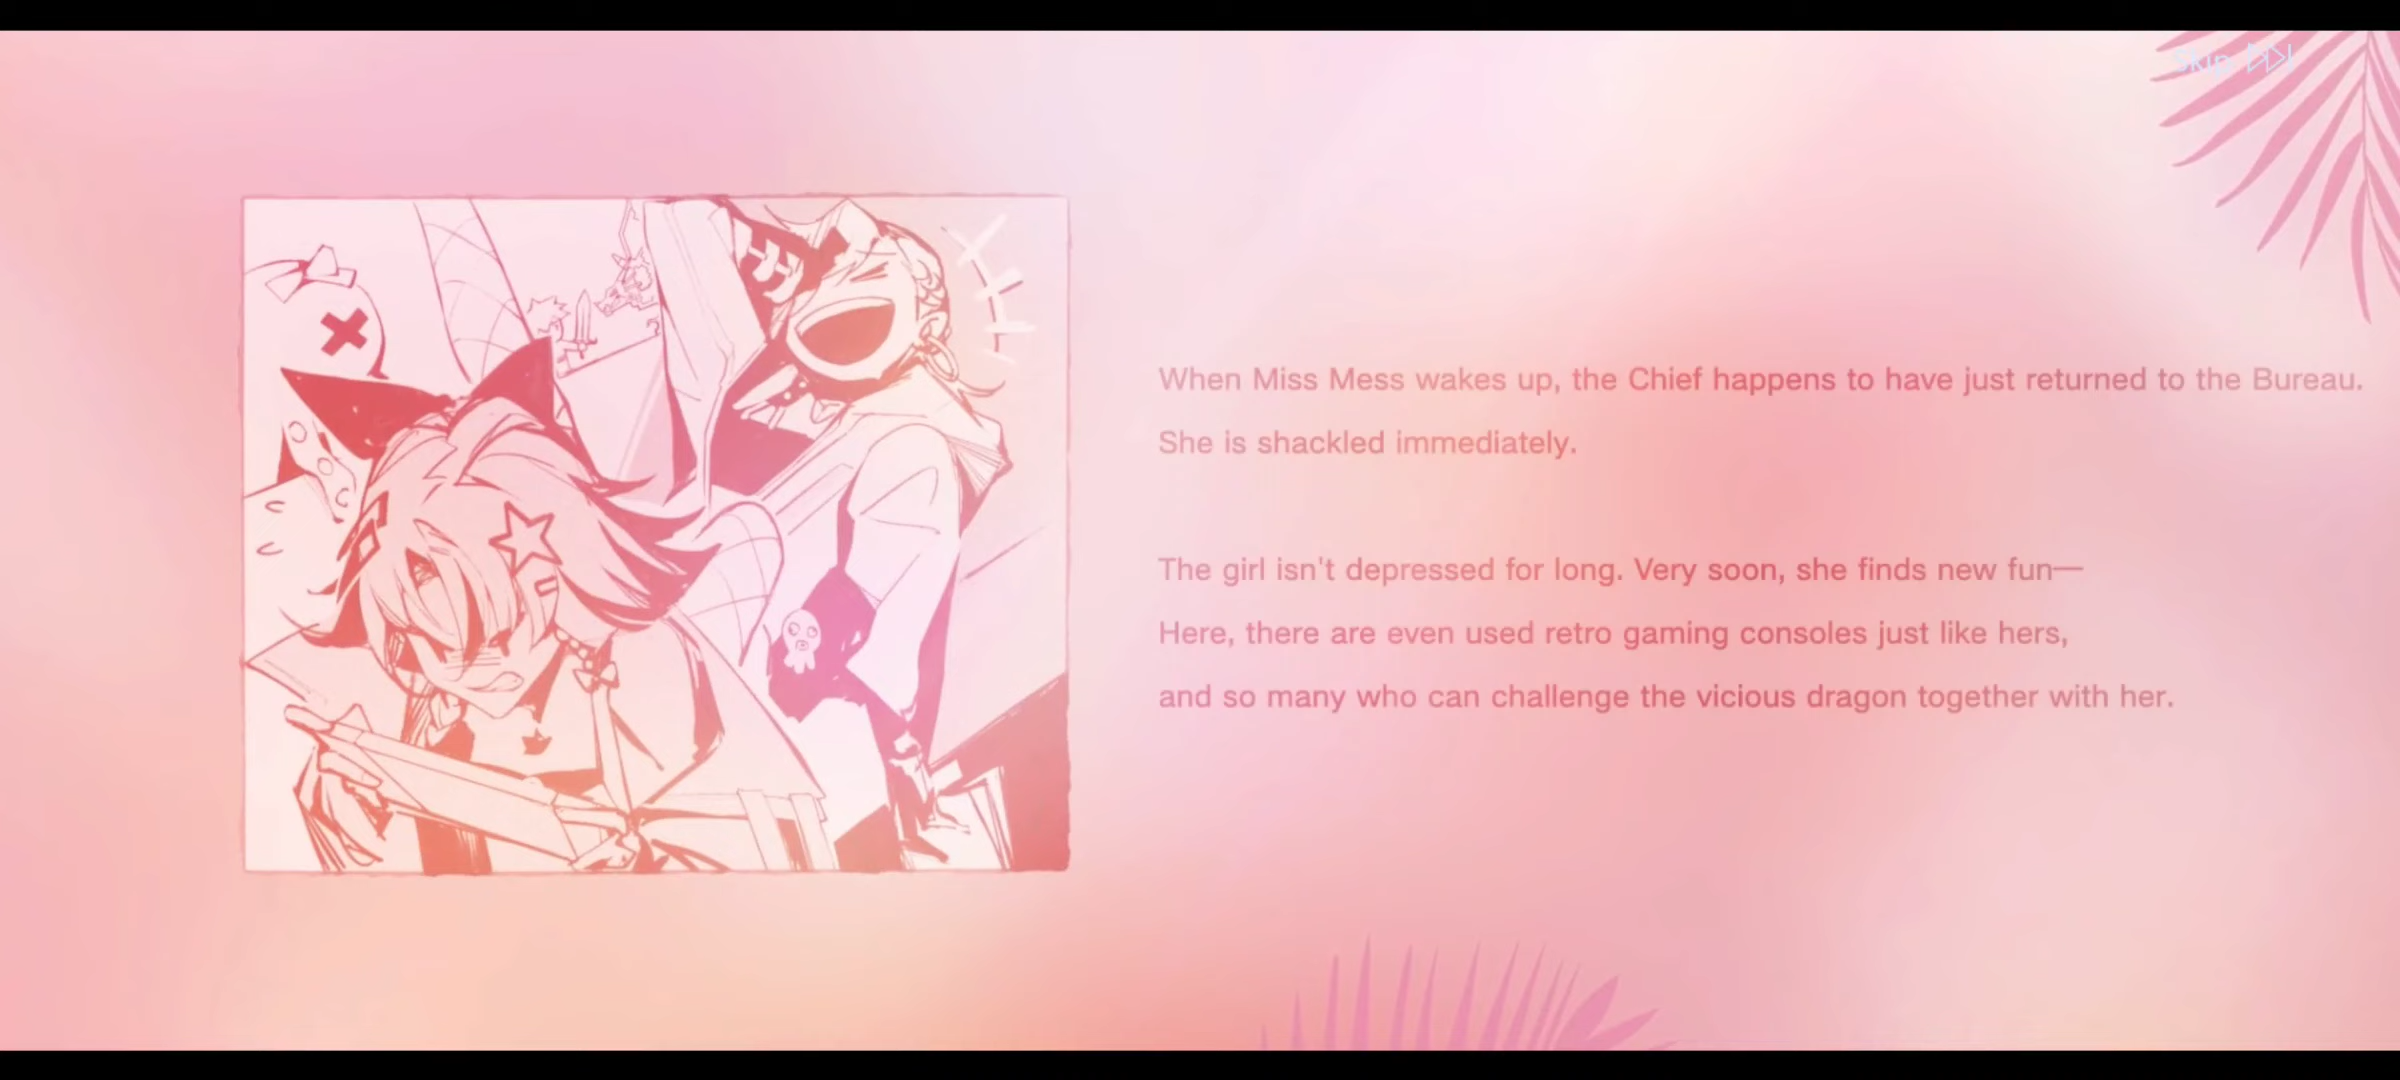 Skip
When Miss Mess wakes up, the Chief happens to have just returned to the Bureau.
She is shackled immediately.
The girl isn't depressed for long. Very soon, she finds new fun—
Here, there are even used retro gaming consoles just like hers,
and so many who can challenge the vicious dragon together with her.